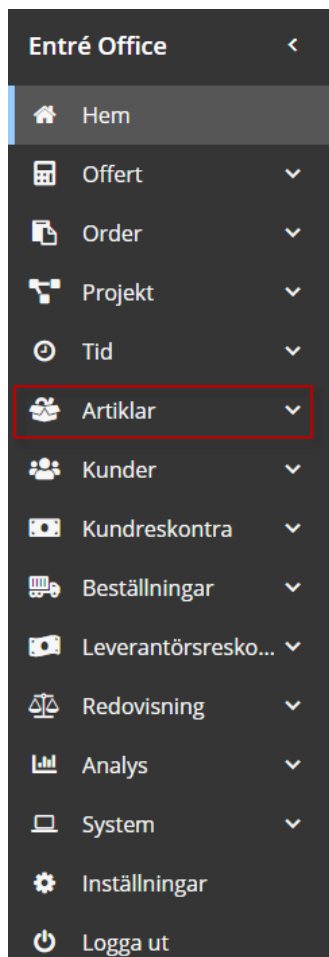 Entré Office
Hem
Offert
Order
Projekt
Tid
Artiklar
Kunder
Kundreskontra
Beställningar
Leverantörsresko...
Redovisning
Analys
System
Inställningar
Logga ut